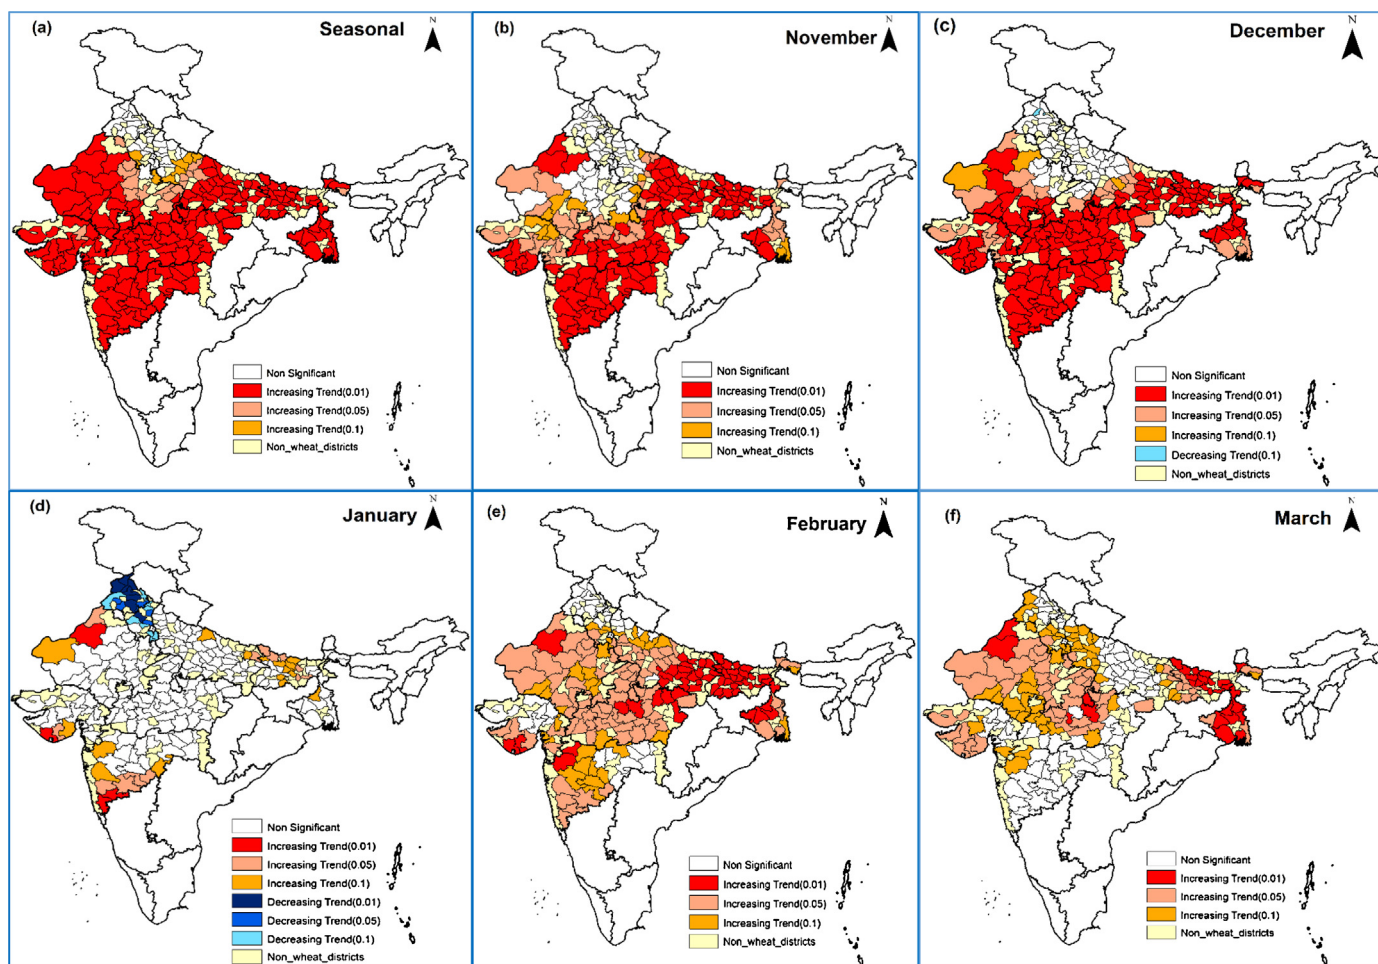 (a) Seasonal N
Non Significant
Increasing Trend(0.01)
Increasing Trend(0.05)
Increasing Trend(0.1)
Non_wheat_districts
(b) November N
Non Significant
Increasing Trend(0.01)
Increasing Trend(0.05)
Increasing Trend(0.1)
Non_wheat_districts
(c) December N
Non Significant
Increasing Trend(0.01)
Increasing Trend(0.05)
Increasing Trend(0.1)
Decreasing Trend(0.1)
Non_wheat_districts
(d) January N
Non Significant
Increasing Trend(0.01)
Increasing Trend(0.05)
Increasing Trend(0.1)
Decreasing Trend(0.01)
Decreasing Trend(0.05)
Decreasing Trend(0.1)
Non_wheat_districts
(e) February N
Non Significant
Increasing Trend(0.01)
Increasing Trend(0.05)
Increasing Trend(0.1)
Non_wheat_districts
(f) March N
Non Significant
Increasing Trend(0.01)
Increasing Trend(0.05)
Increasing Trend(0.1)
Non_wheat_districts